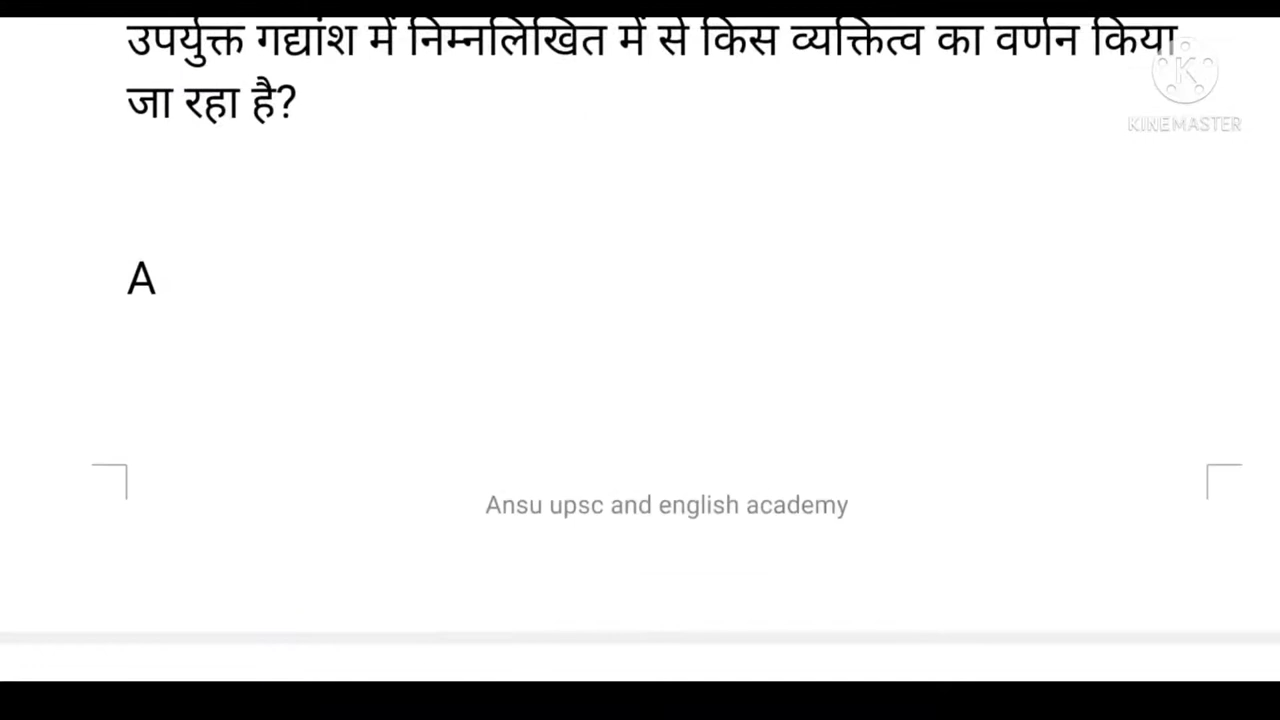 उपर्युक्त गद्यांश में निम्नलिखित में से किस व्यक्तित्व का वर्णन किया
जा रहा है?
KINEMASTER
A
Ansu upsc and english academy